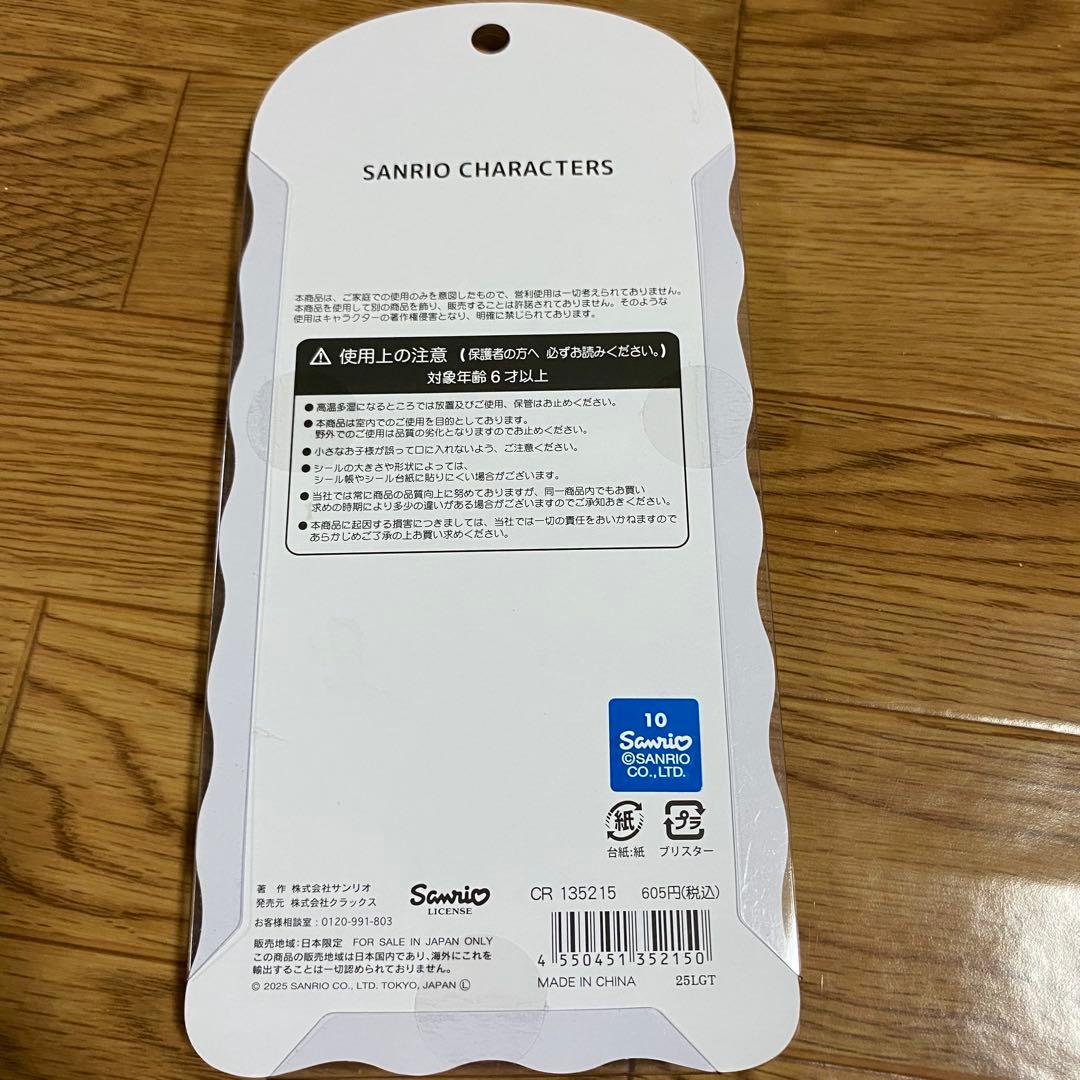 SANRIO CHARACTERS
本商品は、ご家庭での使用のみを意図したもので、営利使用は一切考えられておりません。
本商品を使用して別の商品を飾り、販売することは許諾されておりません。そのような
使用はキャラクターの著作権侵害となり、明確に禁じられております。
使用上の注意 (保護者の方へ 必ずお読みください。)
対象年齢6才以上
●高温多湿になるところでは放置及びご使用、保管はお止めください。
●本商品は室内でのご使用を目的としております。
野外でのご使用は品質の劣化となりますのでお止めください。
●小さなお子様が誤って口に入れないよう、ご注意ください。
●シールの大きさや形状によっては、
シール帳やシール台紙に貼りにくい場合がございます。
●当社では常に商品の品質向上に努めておりますが、同一商品内でもお買い
求めの時期により多少の違いがある場合がございますのでご承知おきください。
●本商品に起因する損害につきましては、当社では一切の責任をおいかねますので
あらかじめご了承の上お買い求めください。
10
Sanrio
©SANRIO
CO.,LTD.
紙 プラ
台紙:紙 ブリスター
著 作 株式会社サンリオ
発売元 株式会社クラックス
Sanrio
LICENSE
お客様相談室:0120-991-803
販売地域:日本限定 FOR SALE IN JAPAN ONLY
この商品の販売地域は日本国内であり、海外にこれを
輸出することは一切認められておりません。
© 2025 SANRIO CO., LTD. TOKYO, JAPAN Ⓛ
CR 135215 605円(税込)
4 550451 352150
MADE IN CHINA 25LGT